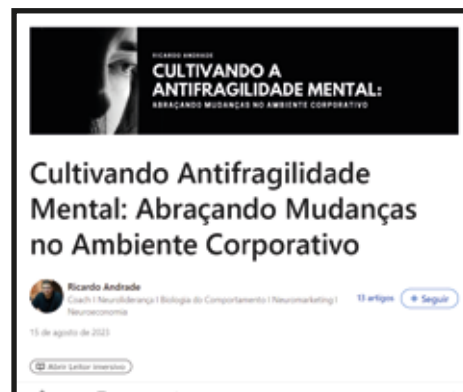 RICARDO ANDRADE
CULTIVANDO A
ANTIFRAGILIDADE MENTAL:
ABRAÇANDO MUDANÇAS NO AMBIENTE CORPORATIVO
Cultivando Antifragilidade
Mental: Abraçando Mudanças
no Ambiente Corporativo
Ricardo Andrade
Coach | Neuroliderança | Biologia do Comportamento | Neuromarketing |
Neuroeconomia
13 artigos
+ Seguir
15 de agosto de 2023
Abrir Leitor imersivo